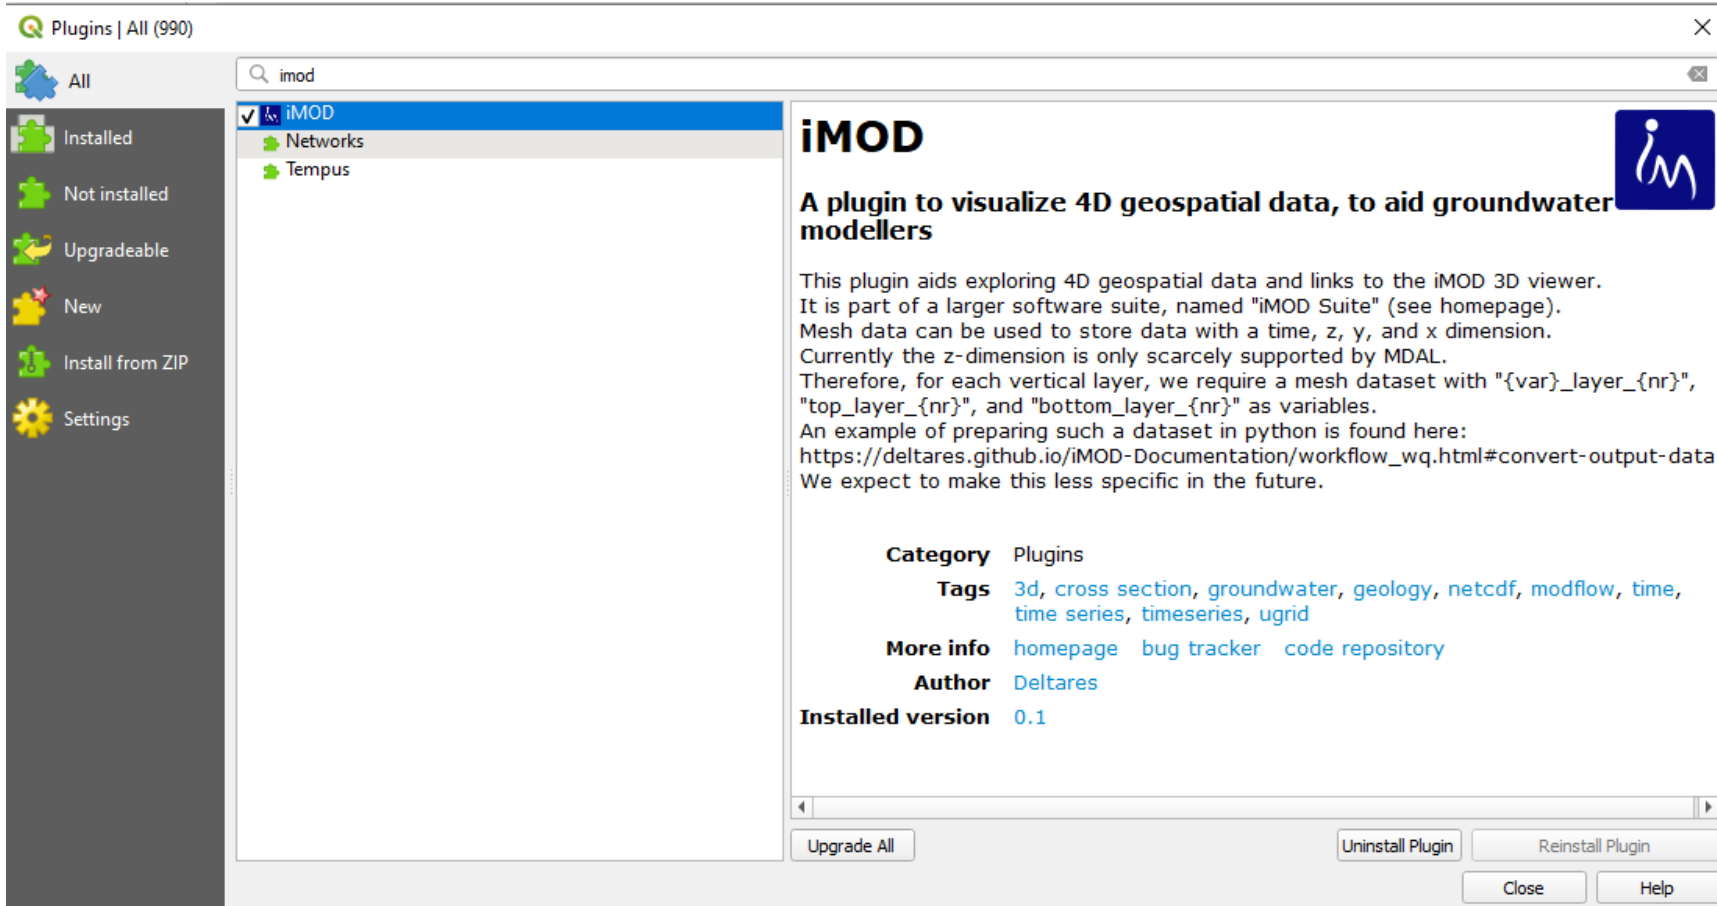 Plugins | All (990)
All
Installed
Not installed
Upgradeable
New
Install from ZIP
Settings
imod
iMOD
Networks
Tempus
iMOD
A plugin to visualize 4D geospatial data, to aid groundwater
modellers
This plugin aids exploring 4D geospatial data and links to the iMOD 3D viewer.
It is part of a larger software suite, named "iMOD Suite" (see homepage).
Mesh data can be used to store data with a time, z, y, and x dimension.
Currently the z-dimension is only scarcely supported by MDAL.
Therefore, for each vertical layer, we require a mesh dataset with "{var}_layer_{nr}",
"top_layer_{nr}", and "bottom_layer_{nr}" as variables.
An example of preparing such a dataset in python is found here:
https://deltares.github.io/iMOD-Documentation/workflow_wq.html#convert-output-data
We expect to make this less specific in the future.
Category Plugins
Tags 3d, cross section, groundwater, geology, netcdf, modflow, time,
time series, timeseries, ugrid
More info homepage bug tracker code repository
Author Deltares
Installed version 0.1
Upgrade All Uninstall Plugin Reinstall Plugin
Close Help